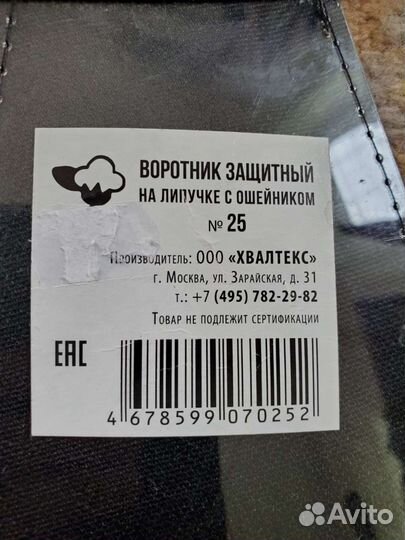 ВОРОТНИК ЗАЩИТНЫЙ
НА ЛИПУЧКЕ С ОШЕЙНИКОМ
№ 25
ПРОИЗВОДИТЕЛЬ: ООО «ХВАЛТЕКС»
Г. МОСКВА, УЛ. ЗАРАЙСКАЯ, Д. 31
Т.: +7 (495) 782-29-82
ТОВАР НЕ ПОДЛЕЖИТ СЕРТИФИКАЦИИ
ЕАС
4 678599 070252
Avito